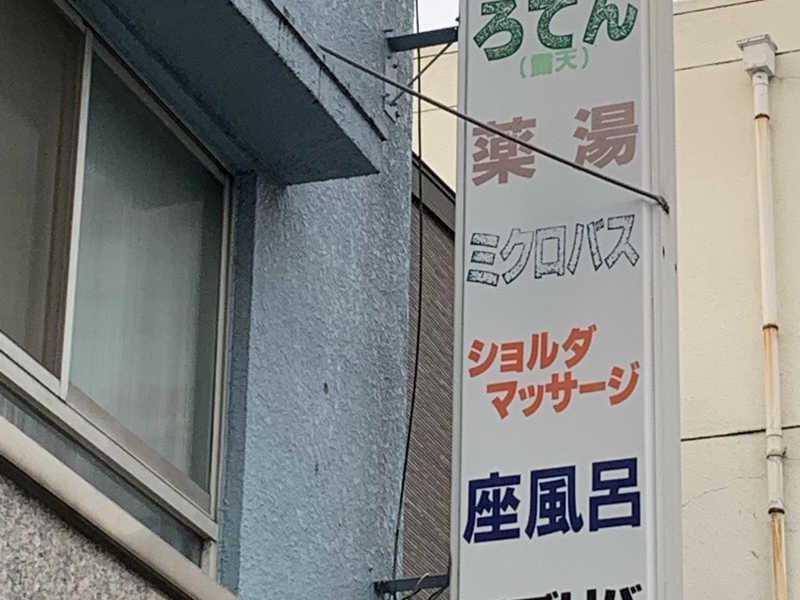 ろてん
(露天)
薬湯
ミクロバス
ショルダ
マッサージ
座風呂